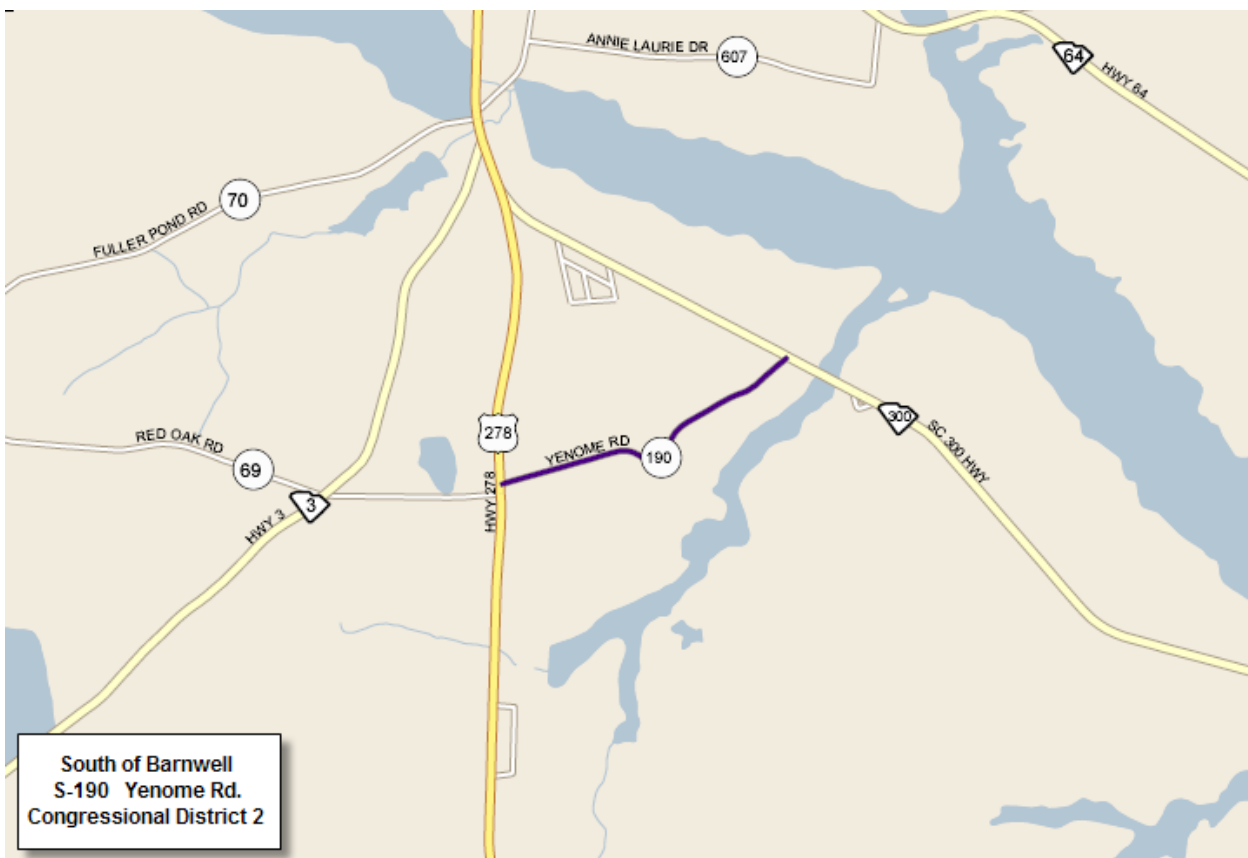 ANNIE LAURIE DR
607
64
HWY 64
70
FULLER POND RD
278
300
SC 300 HWY
RED OAK RD
YENOME RD
190
69
HWY 278
3
HWY 3
South of Barnwell
S-190 Yenome Rd.
Congressional District 2